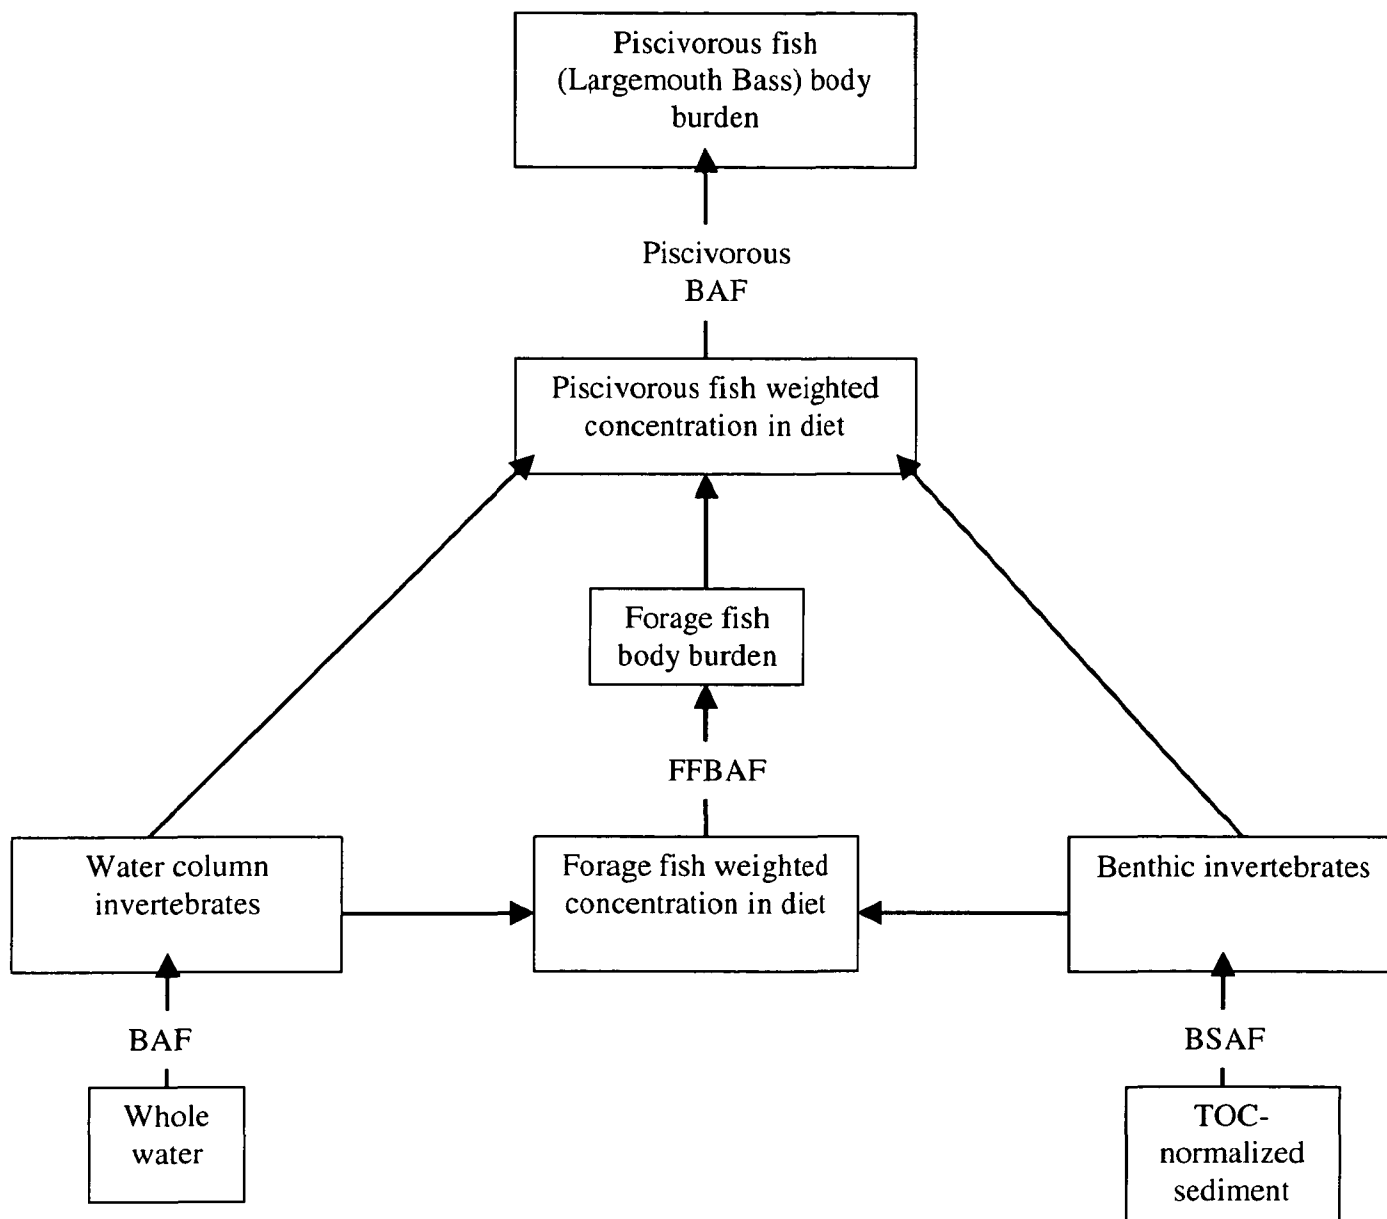 Piscivorous fish
(Largemouth Bass) body
burden
Piscivorous
BAF
Piscivorous fish weighted
concentration in diet
Forage fish
body burden
FFBAF
Water column
invertebrates
Forage fish weighted
concentration in diet
Benthic invertebrates
BAF
BSAF
Whole
water
TOC-
normalized
sediment